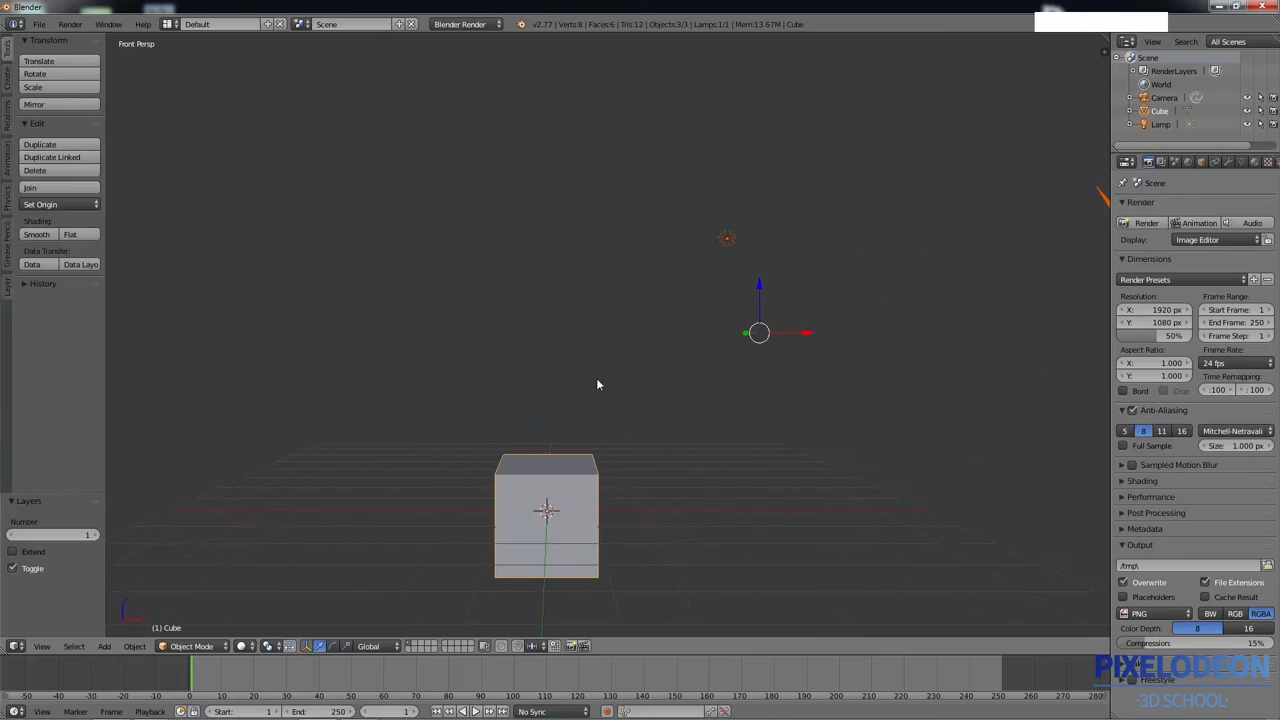 Blender
File Render Window Help Default Scene Blender Render v2.77 | Verts:8 | Faces:6 | Tris:12 | Objects:3/3 | Lamps:1/1 | Mem:13.67M | Cube
Tools
Create
Relations
Animation
Physics
Grease Pencil
Layer
Transform
Translate
Rotate
Scale
Mirror
Edit
Duplicate
Duplicate Linked
Delete
Join
Set Origin
Shading:
Smooth Flat
Data Transfer:
Data Data Layo
History
Layers
Number
1
Extend
Toggle
Front Persp
(1) Cube
View Select Add Object Object Mode Global
-50 -40 -30 -20 -10 0 10 20 30 40 50 60 70 80 90 100 110 120 130 140 150 160 170 180 190 200 210 220 230 240 250 260 270 280
View Marker Frame Playback Start: 1 End: 250 1 No Sync
View Search All Scenes
Scene
RenderLayers
World
Camera
Cube
Lamp
Scene
Render
Render Animation Audio
Display: Image Editor
Dimensions
Render Presets
Resolution: Frame Range:
X: 1920 px Start Frame: 1
Y: 1080 px End Frame: 250
50% Frame Step: 1
Aspect Ratio: Frame Rate:
X: 1.000 24 fps
Y: 1.000 Time Remapping:
Bord Crop :100 : 100
Anti-Aliasing
5 8 11 16 Mitchell-Netravali
Full Sample Size: 1.000 px
Sampled Motion Blur
Shading
Performance
Post Processing
Metadata
Output
/tmp\
Overwrite File Extensions
Placeholders Cache Result
PNG BW RGB RGBA
Color Depth: 8 16
Compression: 15%
Freestyle
PIXELODEON
-3D SCHOOL-